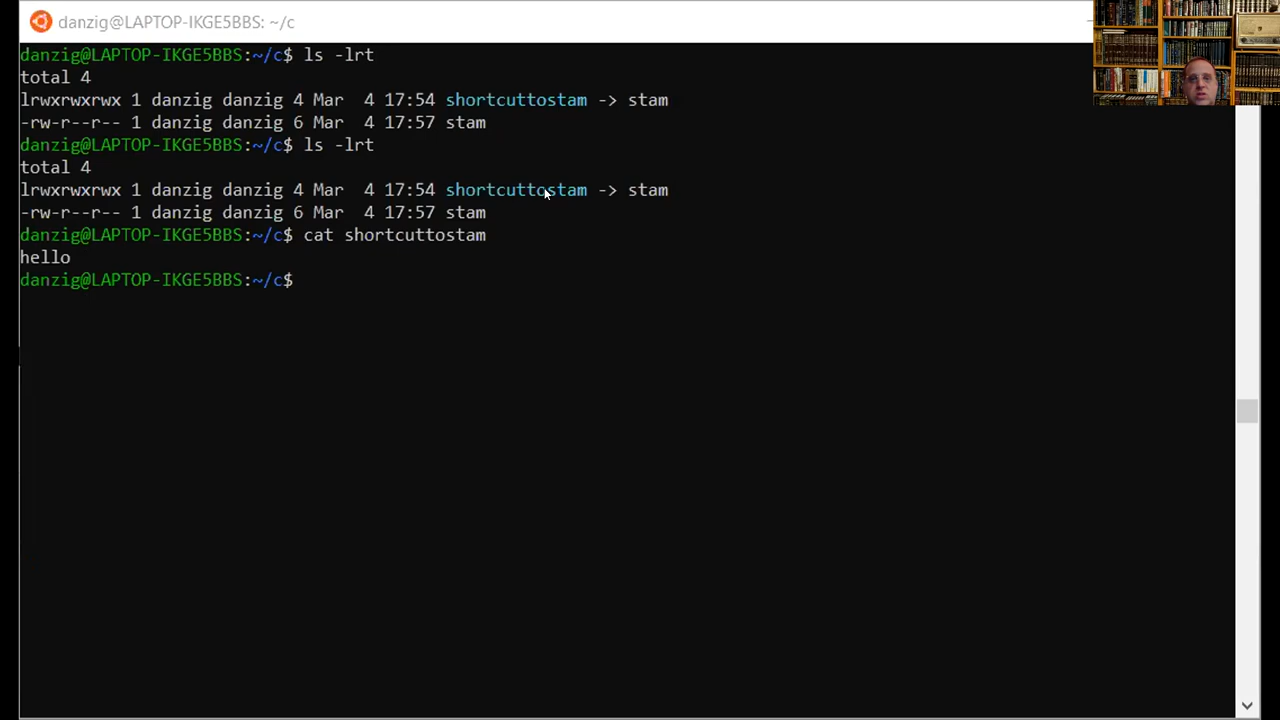 danzig@LAPTOP-IKGE5BBS: ~/c
danzig@LAPTOP-IKGE5BBS:~/c$ ls -lrt
total 4
lrwxrwxrwx 1 danzig danzig 4 Mar  4 17:54 shortcuttostam -> stam
-rw-r--r-- 1 danzig danzig 6 Mar  4 17:57 stam
danzig@LAPTOP-IKGE5BBS:~/c$ ls -lrt
total 4
lrwxrwxrwx 1 danzig danzig 4 Mar  4 17:54 shortcuttostam -> stam
-rw-r--r-- 1 danzig danzig 6 Mar  4 17:57 stam
danzig@LAPTOP-IKGE5BBS:~/c$ cat shortcuttostam
hello
danzig@LAPTOP-IKGE5BBS:~/c$